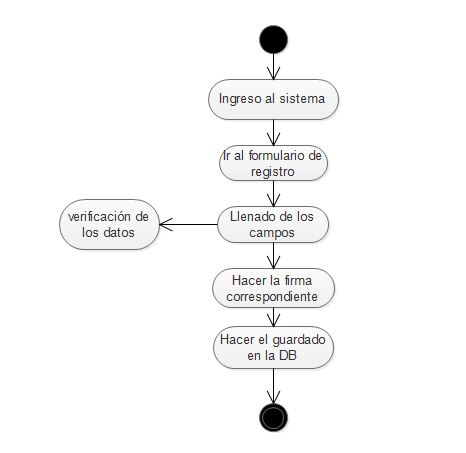 Ingreso al sistema
Ir al formulario de
registro
verificación de
los datos
Llenado de los
campos
Hacer la firma
correspondiente
Hacer el guardado
en la DB